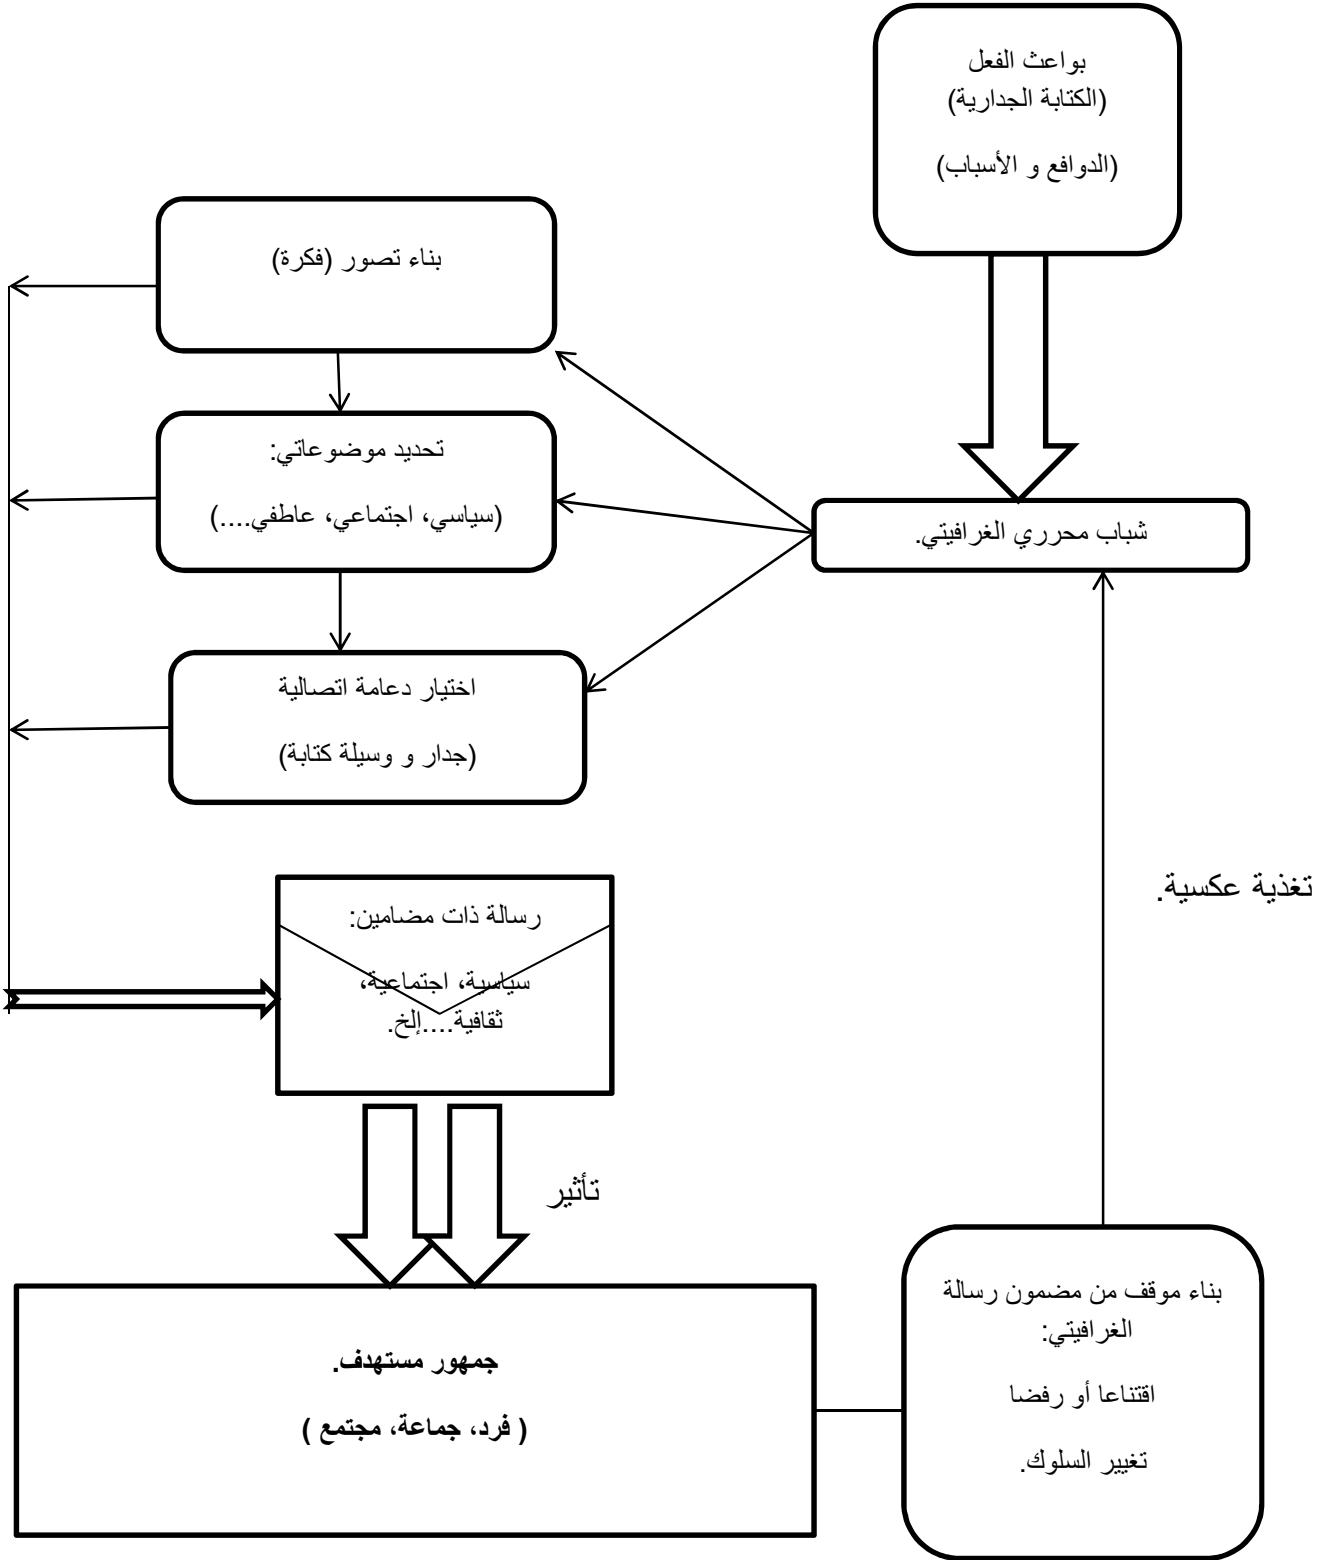 بواعث الفعل
(الكتابة الجدارية)
(الدوافع و الأسباب)
بناء تصور (فكرة)
تحديد موضوعاتي:
(سياسي، اجتماعي، عاطفي....)
شباب محرري الغرافيتي.
اختيار دعامة اتصالية
(جدار و وسيلة كتابة)
تغذية عكسية.
رسالة ذات مضامين:
سياسية، اجتماعية،
ثقافية....إلخ.
تأثير
بناء موقف من مضمون رسالة
الغرافيتي:
اقتناعا أو رفضا
تغيير السلوك.
جمهور مستهدف.
( فرد، جماعة، مجتمع )